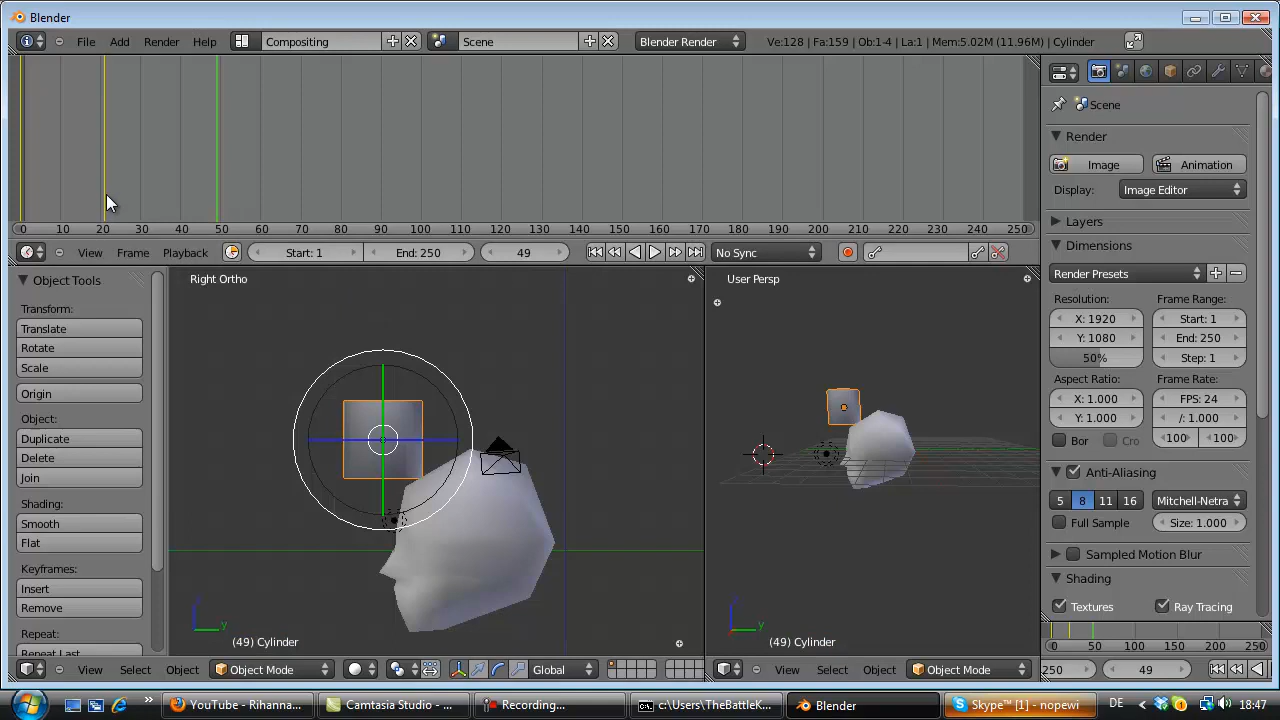 Blender
File Add Render Help Compositing Scene Blender Render Ve:128 | Fa:159 | Ob:1-4 | La:1 | Mem:5.02M (11.96M) | Cylinder
0 10 20 30 40 50 60 70 80 90 100 110 120 130 140 150 160 170 180 190 200 210 220 230 240 250
View Frame Playback Start: 1 End: 250 49 No Sync
Object Tools
Transform:
Translate
Rotate
Scale
Origin
Object:
Duplicate
Delete
Join
Shading:
Smooth
Flat
Keyframes:
Insert
Remove
Repeat:
Repeat Last
Right Ortho
z
y
(49) Cylinder
View Select Object Object Mode Global
User Persp
y
(49) Cylinder
View Select Object Object Mode
Scene
Render
Image Animation
Display: Image Editor
Layers
Dimensions
Render Presets
Resolution: Frame Range:
X: 1920 Start: 1
Y: 1080 End: 250
50% Step: 1
Aspect Ratio: Frame Rate:
X: 1.000 FPS: 24
Y: 1.000 /: 1.000
Bor Cro 100 100
Anti-Aliasing
5 8 11 16 Mitchell-Netra
Full Sample Size: 1.000
Sampled Motion Blur
Shading
Textures Ray Tracing
0 50 100 150 200 250
250 49
YouTube - Rihanna... Camtasia Studio - ... Recording... c:\Users\TheBattleK... Blender Skype™ [1] - nopewi DE 18:47